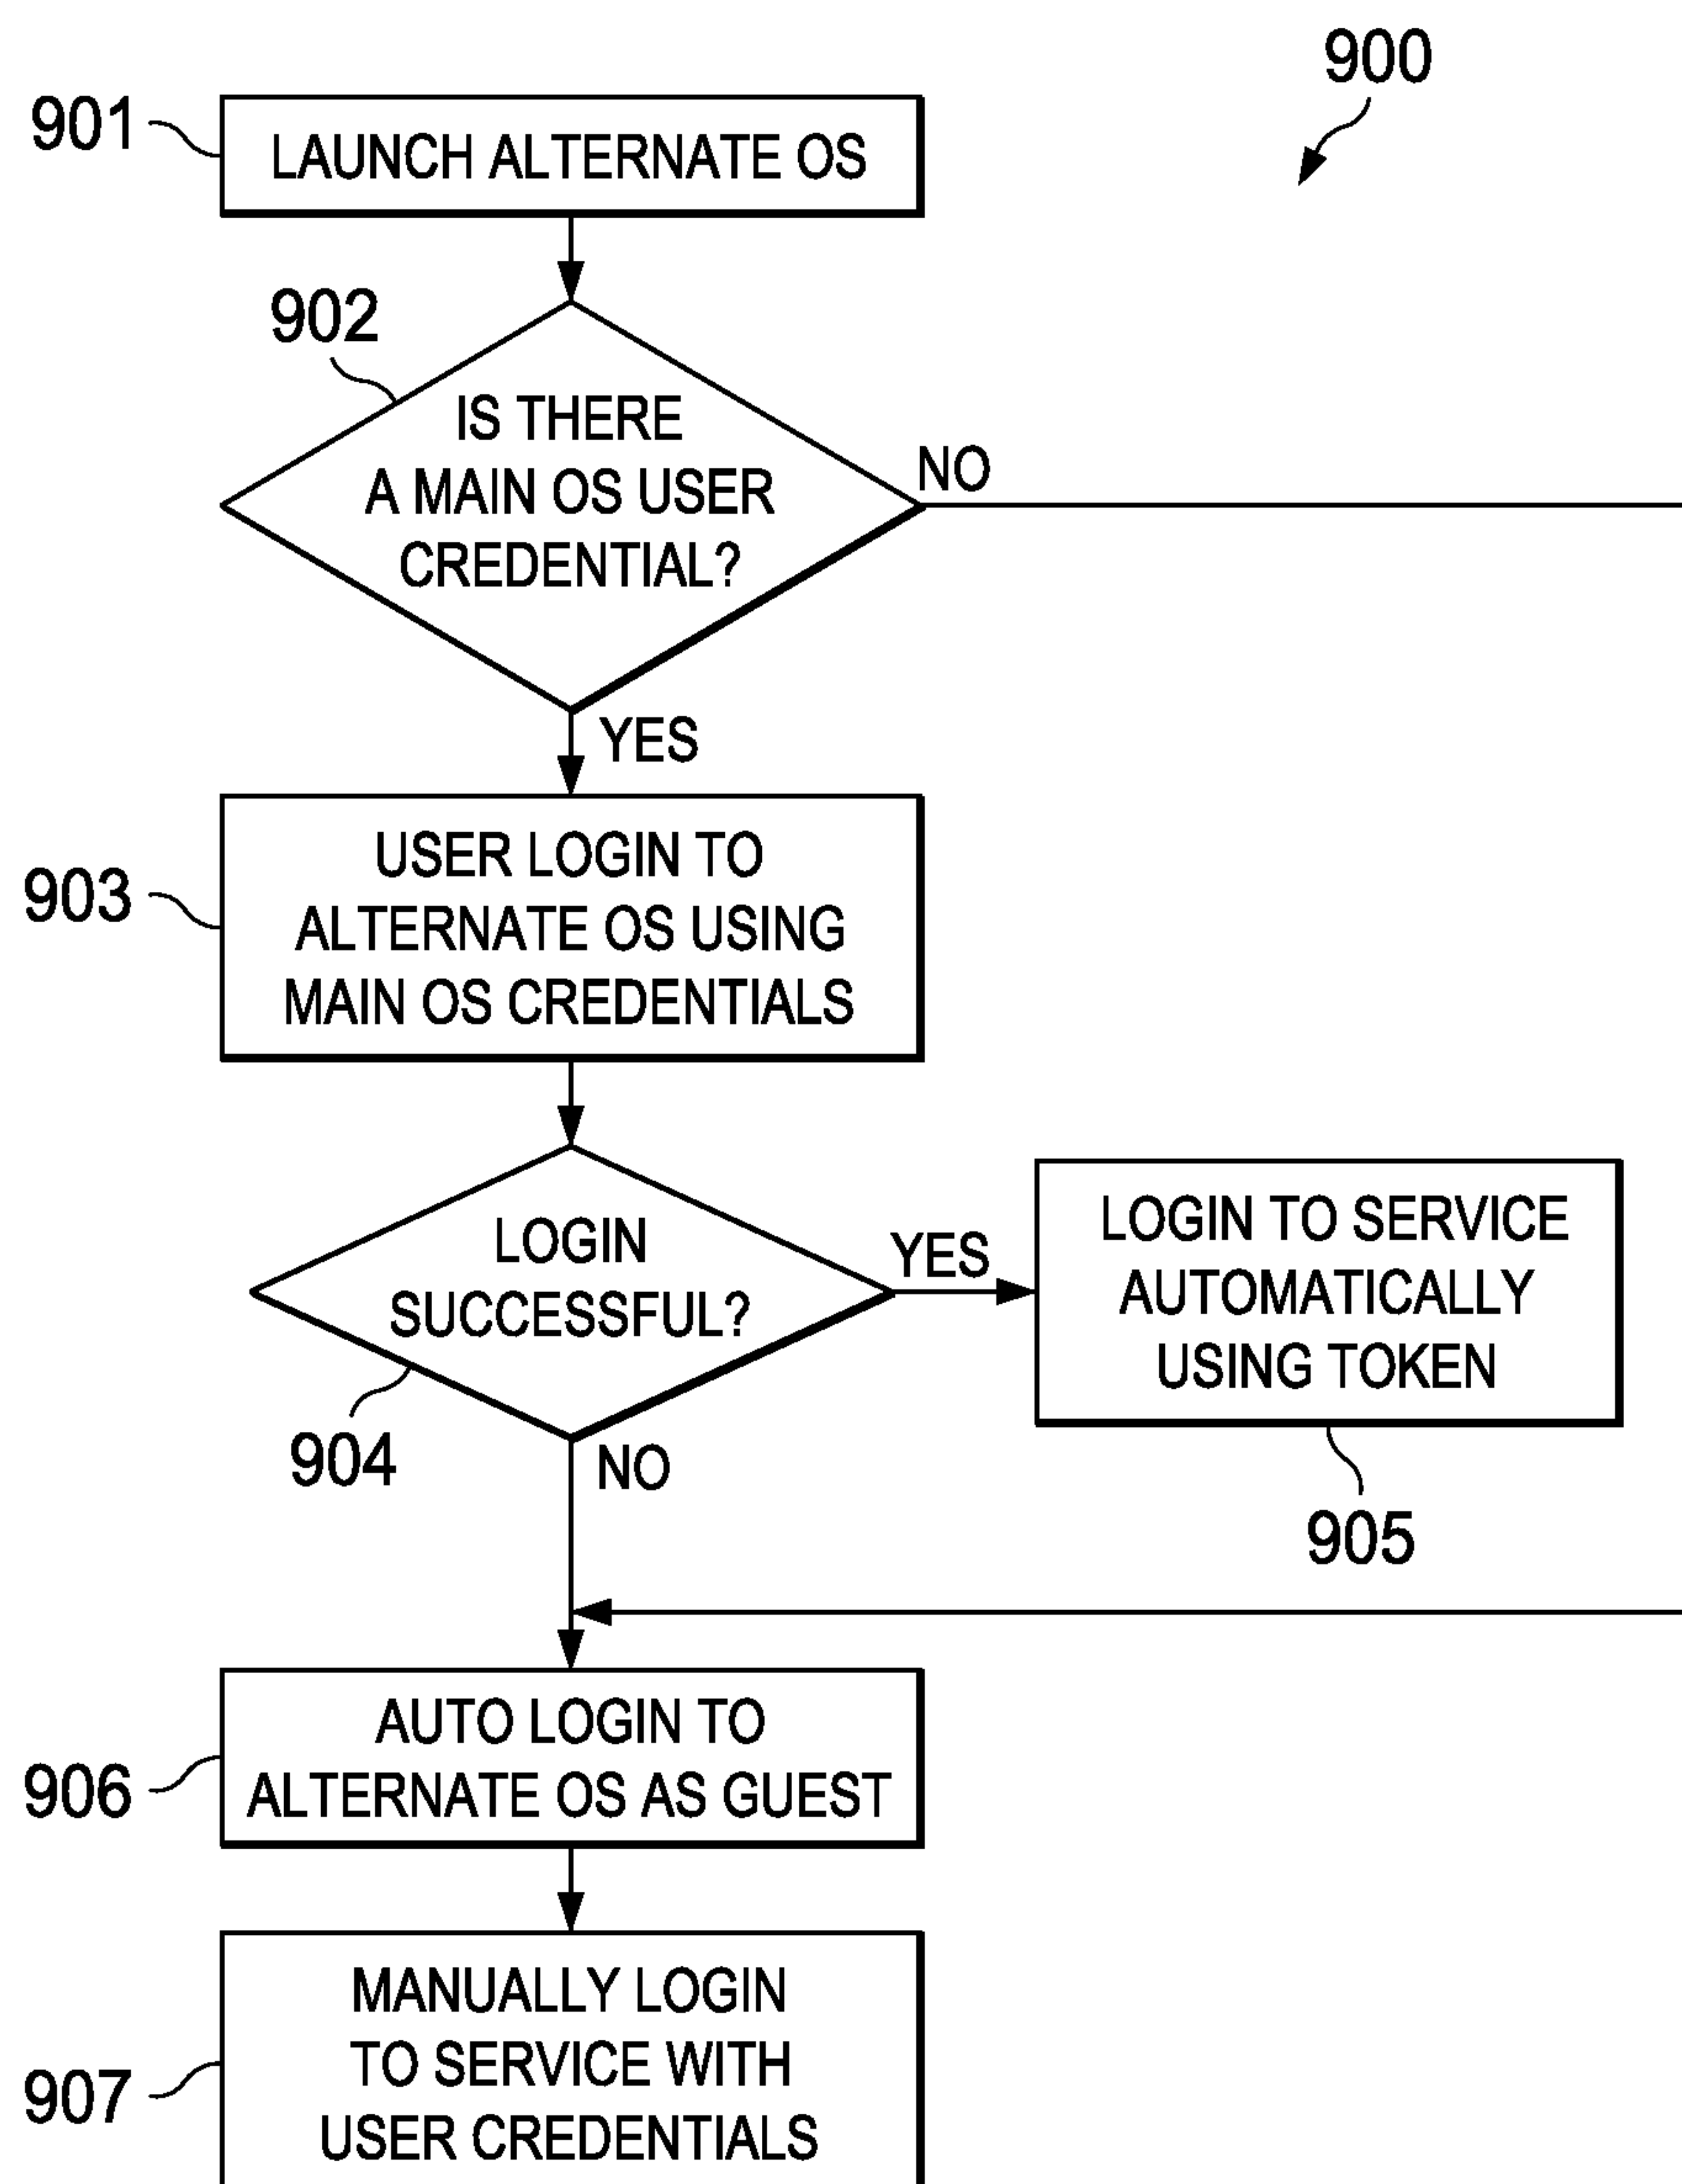 900
901
LAUNCH ALTERNATE OS
902
IS THERE
A MAIN OS USER
CREDENTIAL?
NO
YES
903
USER LOGIN TO
ALTERNATE OS USING
MAIN OS CREDENTIALS
LOGIN
SUCCESSFUL?
YES
904
NO
LOGIN TO SERVICE
AUTOMATICALLY
USING TOKEN
905
906
AUTO LOGIN TO
ALTERNATE OS AS GUEST
907
MANUALLY LOGIN
TO SERVICE WITH
USER CREDENTIALS